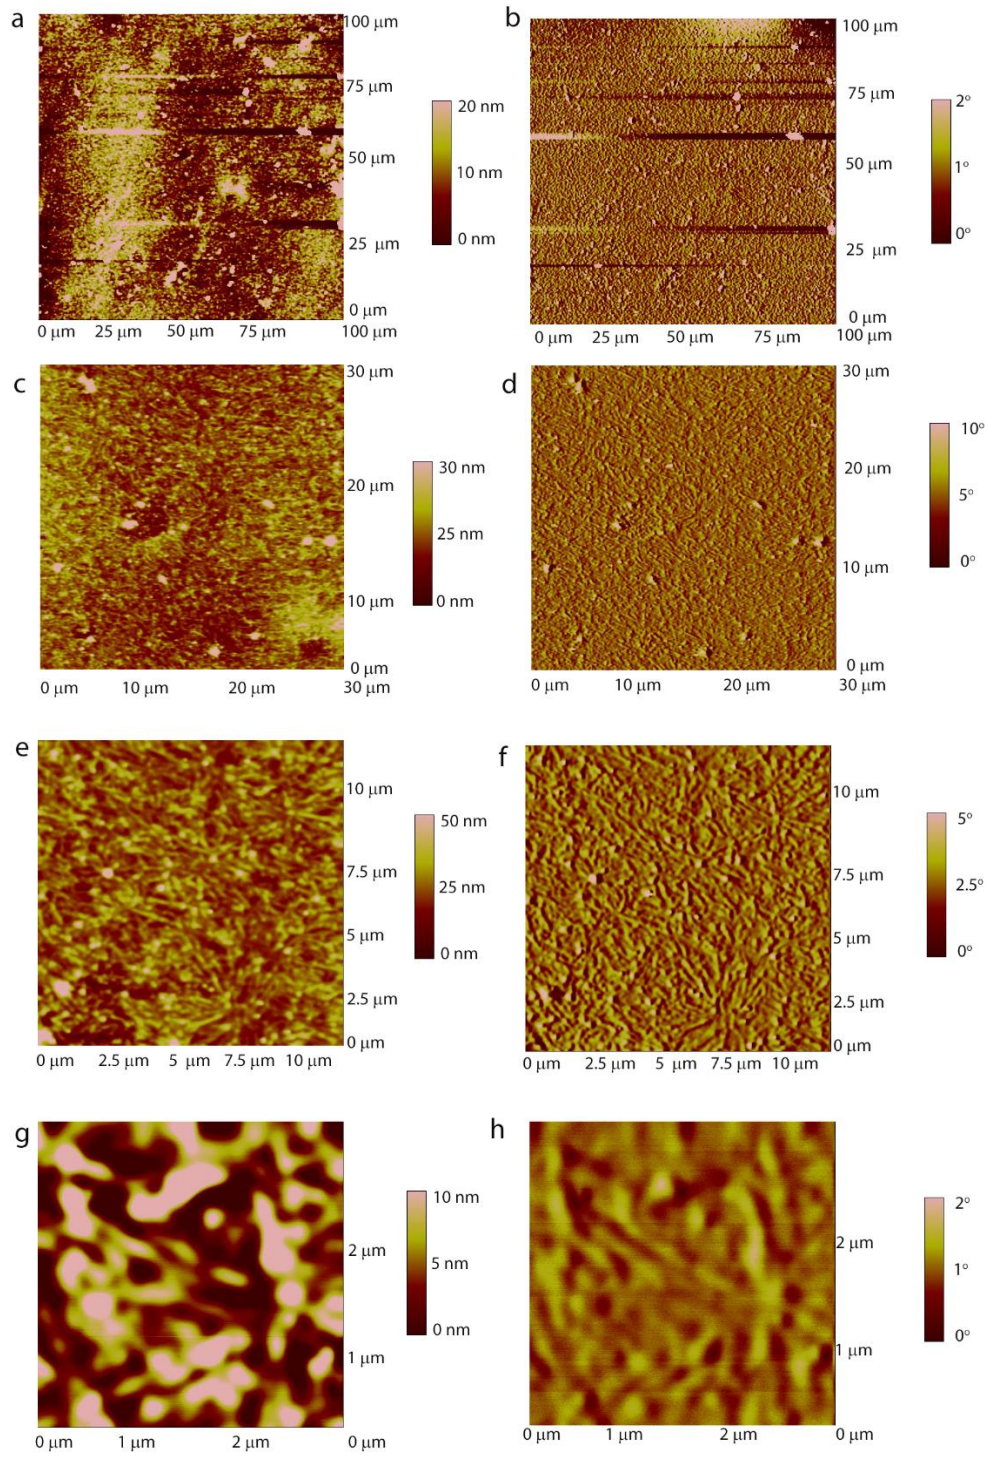 a
100 μm
75 μm
50 μm
25 μm
0 μm
0 μm 25 μm 50 μm 75 μm 100 μm
20 nm
10 nm
0 nm
b
100 μm
75 μm
50 μm
25 μm
0 μm
0 μm 25 μm 50 μm 75 μm 100 μm
2°
1°
0°
c
30 μm
20 μm
10 μm
0 μm
0 μm 10 μm 20 μm 30 μm
30 nm
25 nm
0 nm
d
30 μm
20 μm
10 μm
0 μm
0 μm 10 μm 20 μm 30 μm
10°
5°
0°
e
10 μm
7.5 μm
5 μm
2.5 μm
0 μm
0 μm 2.5 μm 5 μm 7.5 μm 10 μm
50 nm
25 nm
0 nm
f
10 μm
7.5 μm
5 μm
2.5 μm
0 μm
0 μm 2.5 μm 5 μm 7.5 μm 10 μm
5°
2.5°
0°
g
2 μm
1 μm
0 μm 1 μm 2 μm 0 μm
10 nm
5 nm
0 nm
h
2 μm
1 μm
0 μm 1 μm 2 μm 0 μm
2°
1°
0°